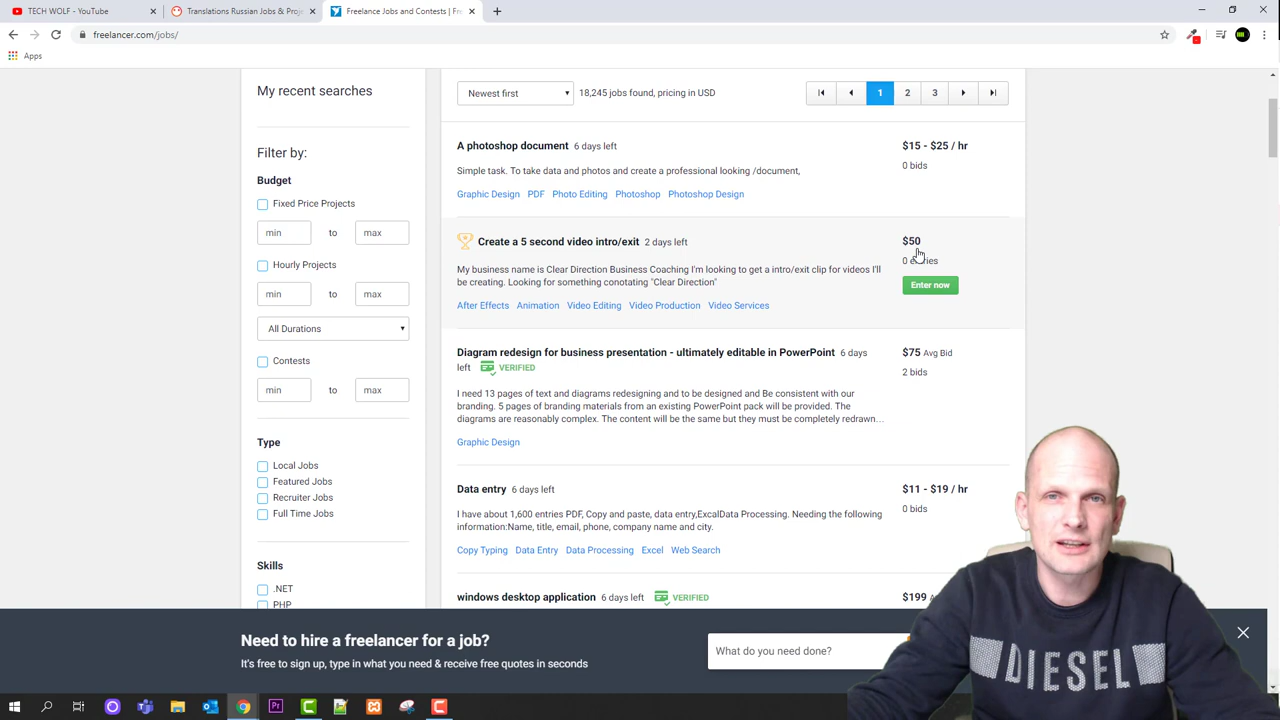 TECH WOLF - YouTube
Translations Russian Jobs & Proje
Freelance Jobs and Contests | Fre
freelancer.com/jobs/
Apps
My recent searches
Filter by:
Budget
Fixed Price Projects
min to max
Hourly Projects
min to max
All Durations
Contests
min to max
Type
Local Jobs
Featured Jobs
Recruiter Jobs
Full Time Jobs
Skills
.NET
PHP
Newest first 18,245 jobs found, pricing in USD
1 2 3
A photoshop document 6 days left $15 - $25 / hr
0 bids
Simple task. To take data and photos and create a professional looking /document,
Graphic Design PDF Photo Editing Photoshop Photoshop Design
Create a 5 second video intro/exit 2 days left $50
0
My business name is Clear Direction Business Coaching I'm looking to get a intro/exit clip for videos I'll
be creating. Looking for something conotating "Clear Direction"
Enter now
After Effects Animation Video Editing Video Production Video Services
Diagram redesign for business presentation - ultimately editable in PowerPoint 6 days
left VERIFIED
$75 Avg Bid
2 bids
I need 13 pages of text and diagrams redesigning and to be designed and Be consistent with our
branding. 5 pages of branding materials from an existing PowerPoint pack will be provided. The
diagrams are reasonably complex. The content will be the same but they must be completely redrawn…
Graphic Design
Data entry 6 days left $11 - $19 / hr
0 bids
I have about 1,600 entries PDF, Copy and paste, data entry,ExcalData Processing. Needing the following
information:Name, title, email, phone, company name and city.
Copy Typing Data Entry Data Processing Excel Web Search
windows desktop application 6 days left VERIFIED $199
Need to hire a freelancer for a job?
It's free to sign up, type in what you need & receive free quotes in seconds
What do you need done?
DIESEL